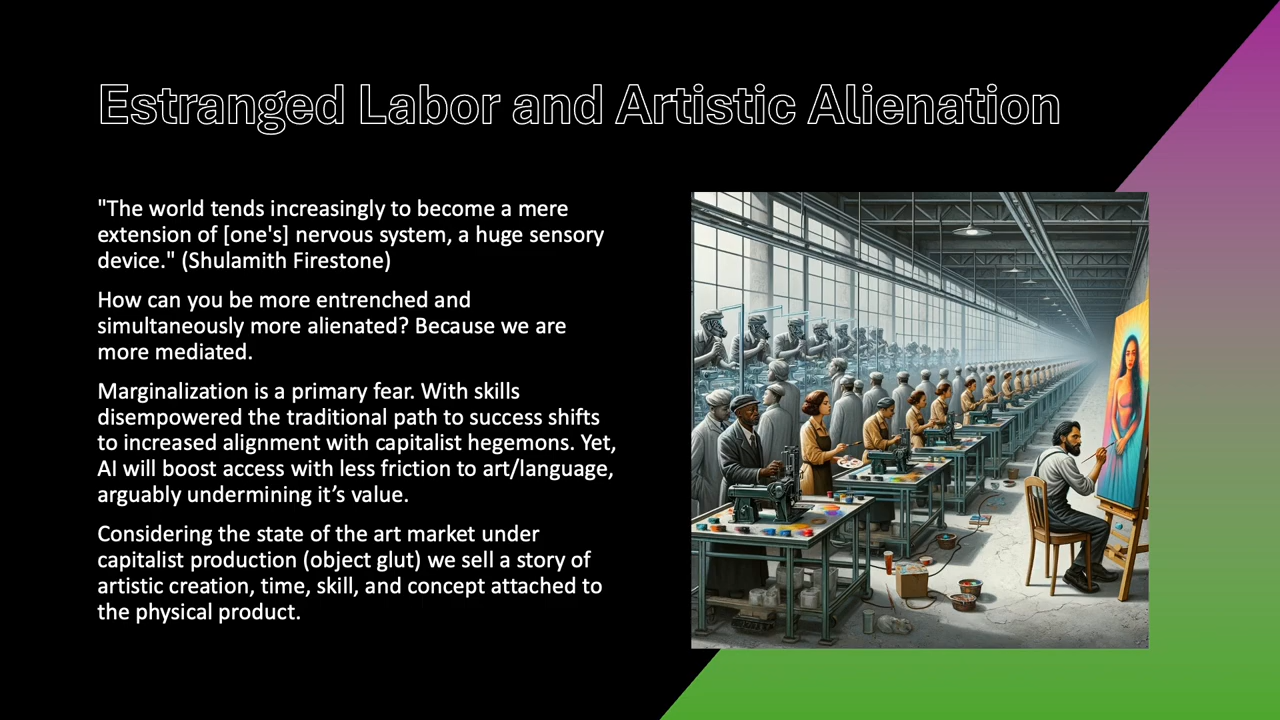 Estranged Labor and Artistic Alienation
"The world tends increasingly to become a mere
extension of [one's] nervous system, a huge sensory
device." (Shulamith Firestone)
How can you be more entrenched and
simultaneously more alienated? Because we are
more mediated.
Marginalization is a primary fear. With skills
disempowered the traditional path to success shifts
to increased alignment with capitalist hegemons. Yet,
AI will boost access with less friction to art/language,
arguably undermining it’s value.
Considering the state of the art market under
capitalist production (object glut) we sell a story of
artistic creation, time, skill, and concept attached to
the physical product.